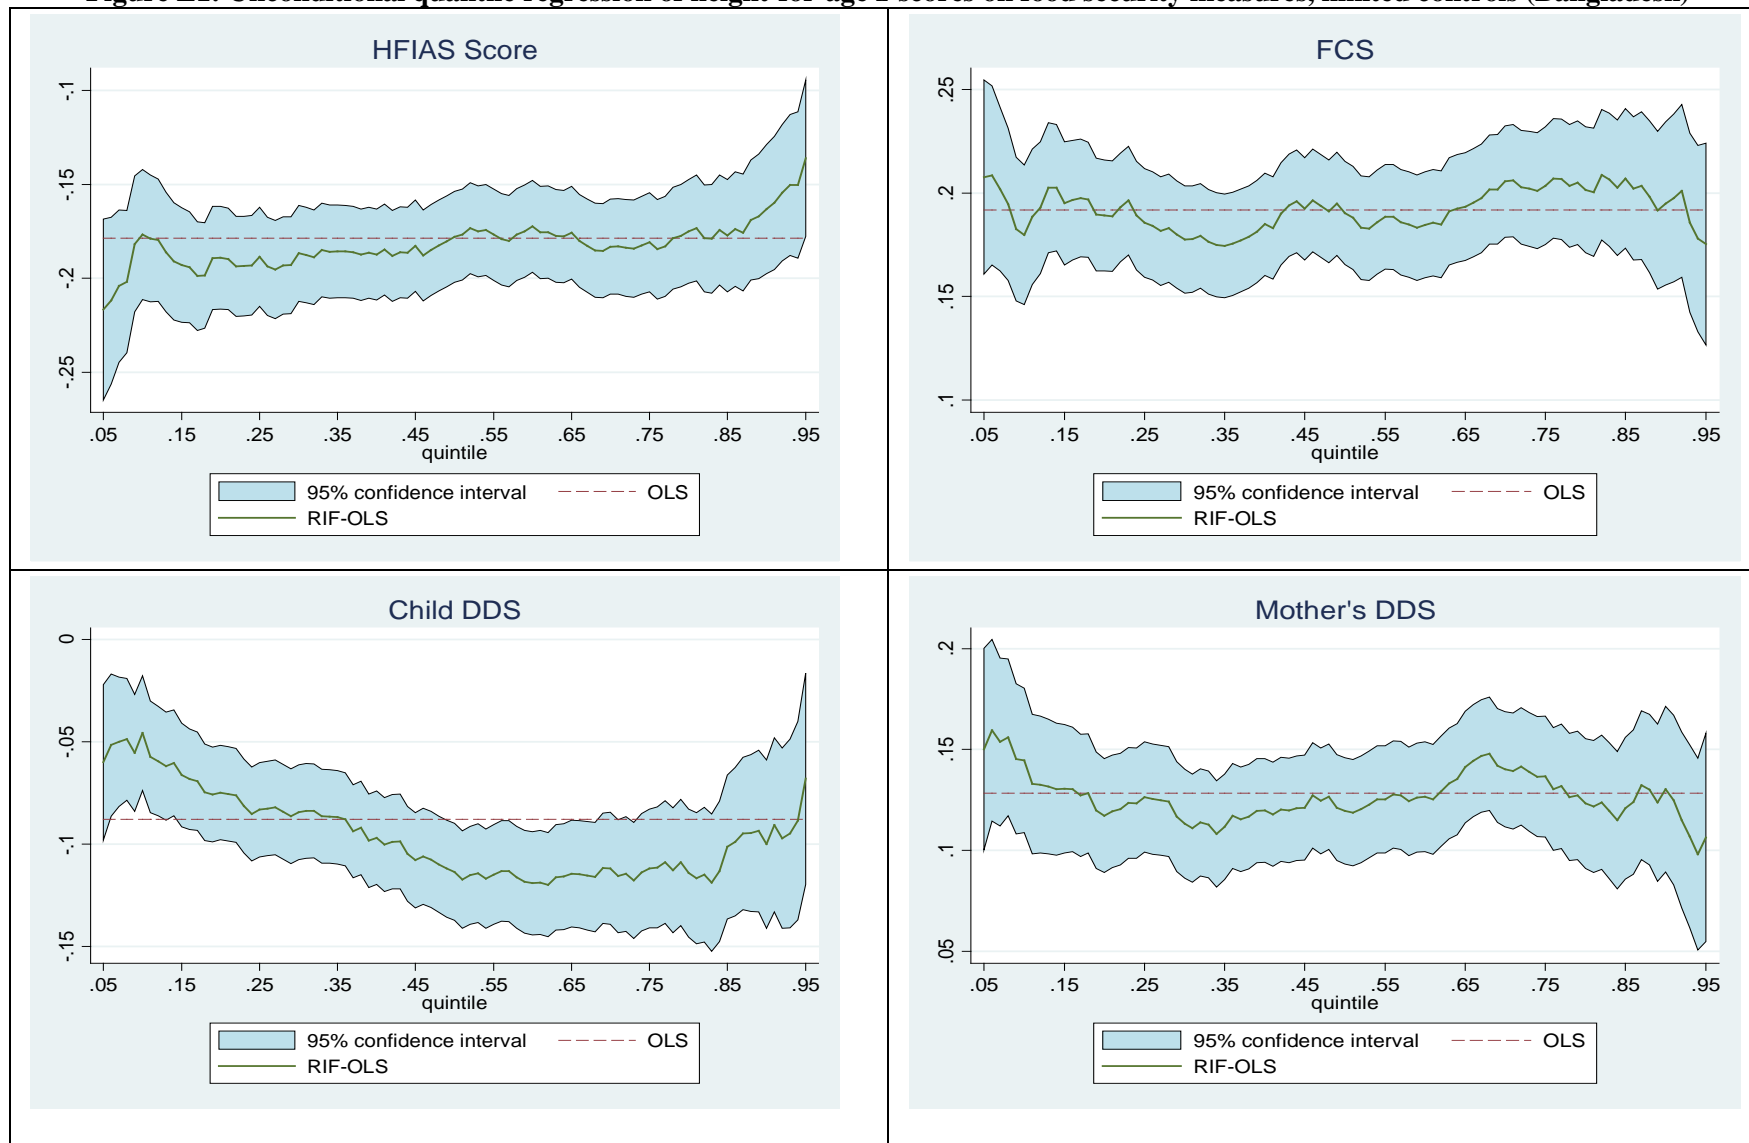 HFIAS Score
-.1
-.15
-.2
-.25
.05 .15 .25 .35 .45 .55 .65 .75 .85 .95
quintile
95% confidence interval OLS
RIF-OLS
FCS
.25
.2
.15
.1
.05 .15 .25 .35 .45 .55 .65 .75 .85 .95
quintile
95% confidence interval OLS
RIF-OLS
Child DDS
0
-.05
-.1
-.15
.05 .15 .25 .35 .45 .55 .65 .75 .85 .95
quintile
95% confidence interval OLS
RIF-OLS
Mother's DDS
.2
.15
.1
.05
.05 .15 .25 .35 .45 .55 .65 .75 .85 .95
quintile
95% confidence interval OLS
RIF-OLS